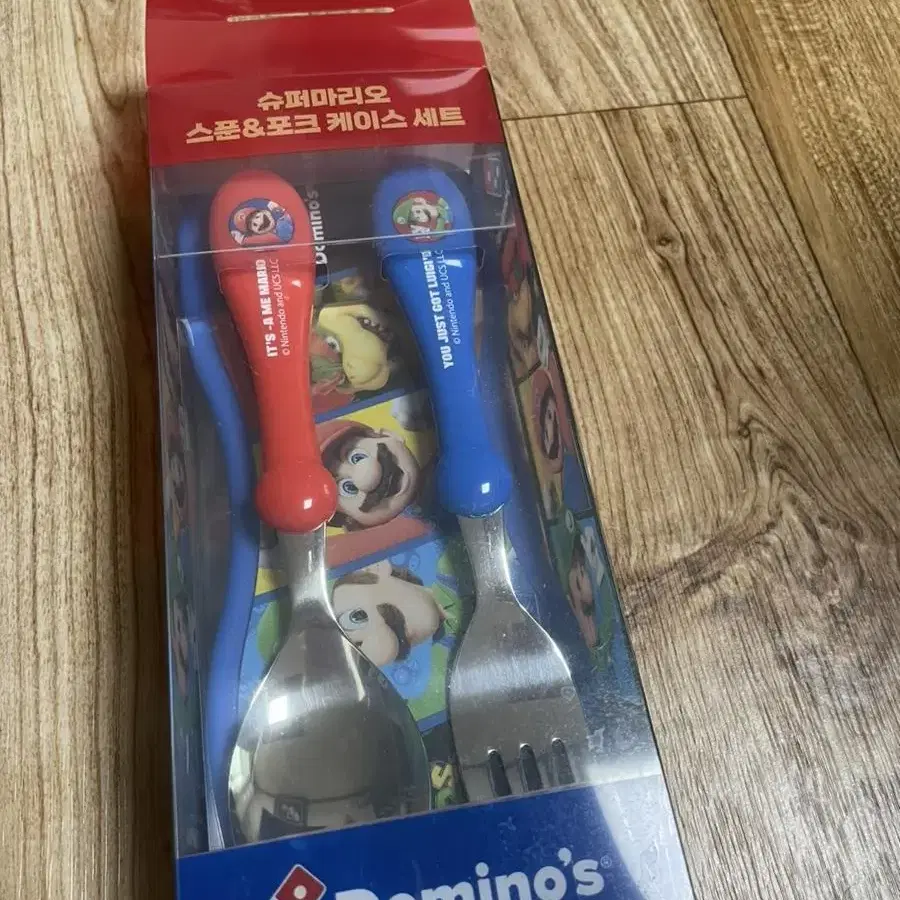 슈퍼마리오
스푼&포크 케이스 세트
Domino's
IT'S-A ME MARIO
© Nintendo and UCS LLC
YOU JUST GOT LUIGI'D
© Nintendo and UCS LLC
Domino's®